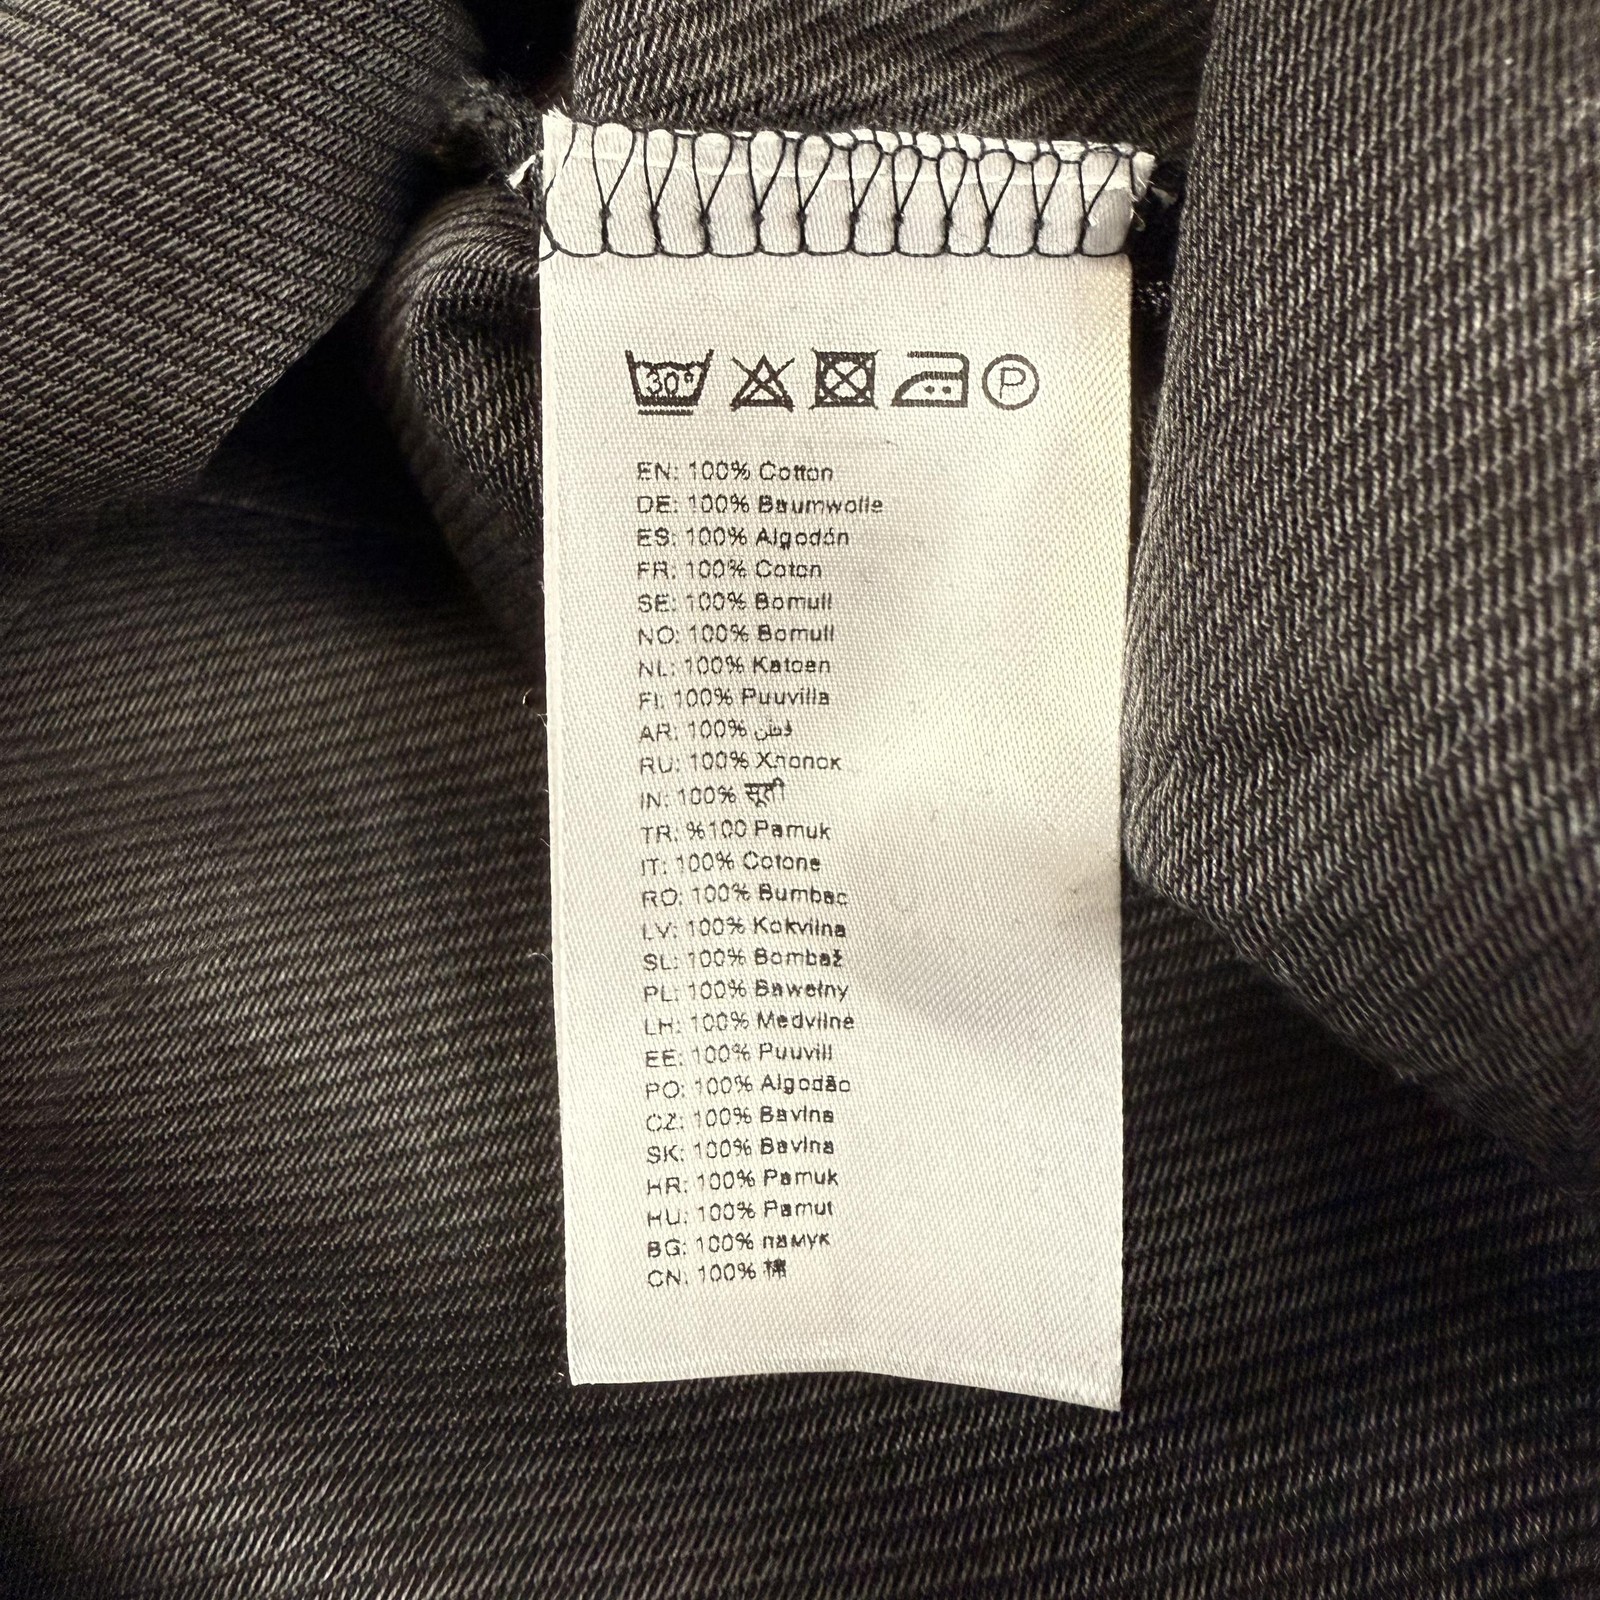 30°
P
EN: 100% Cotton
DE: 100% Baumwolle
ES: 100% Algodón
FR: 100% Coton
SE: 100% Bomull
NO: 100% Bomull
NL: 100% Katoen
FI: 100% Puuvilla
AR: 100% قطن
RU: 100% Хлопок
IN: 100% सूती
TR: %100 Pamuk
IT: 100% Cotone
RO: 100% Bumbac
LV: 100% Kokvilna
SL: 100% Bombaž
PL: 100% Bawełny
LH: 100% Medvilne
EE: 100% Puuvill
PO: 100% Algodão
CZ: 100% Bavlna
SK: 100% Bavlna
HR: 100% Pamuk
HU: 100% Pamut
BG: 100% памук
CN: 100% 棉